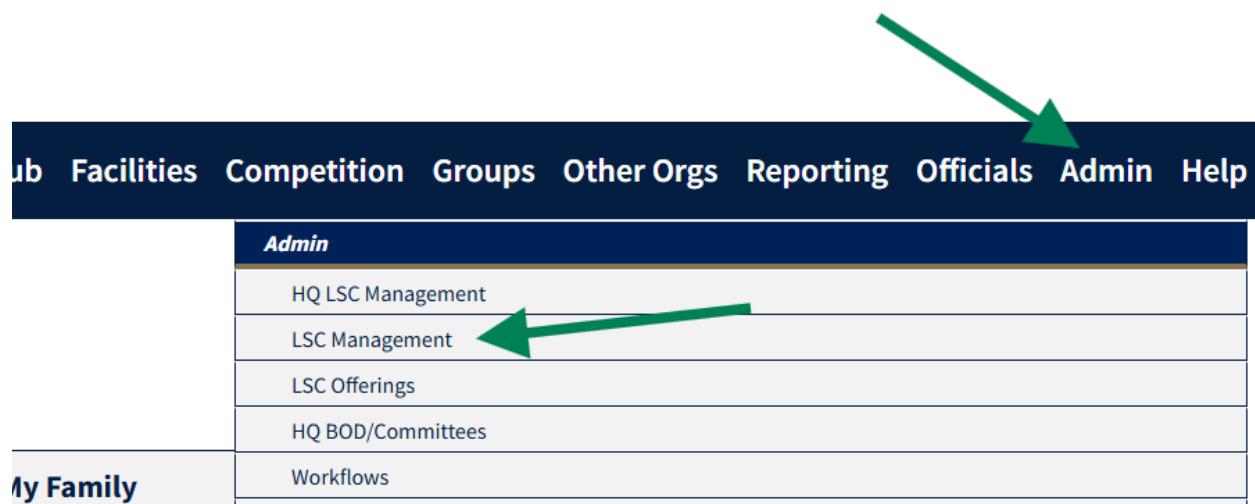 ub Facilities Competition Groups Other Orgs Reporting Officials Admin Help
Admin
HQ LSC Management
LSC Management
LSC Offerings
HQ BOD/Committees
Workflows
My Family